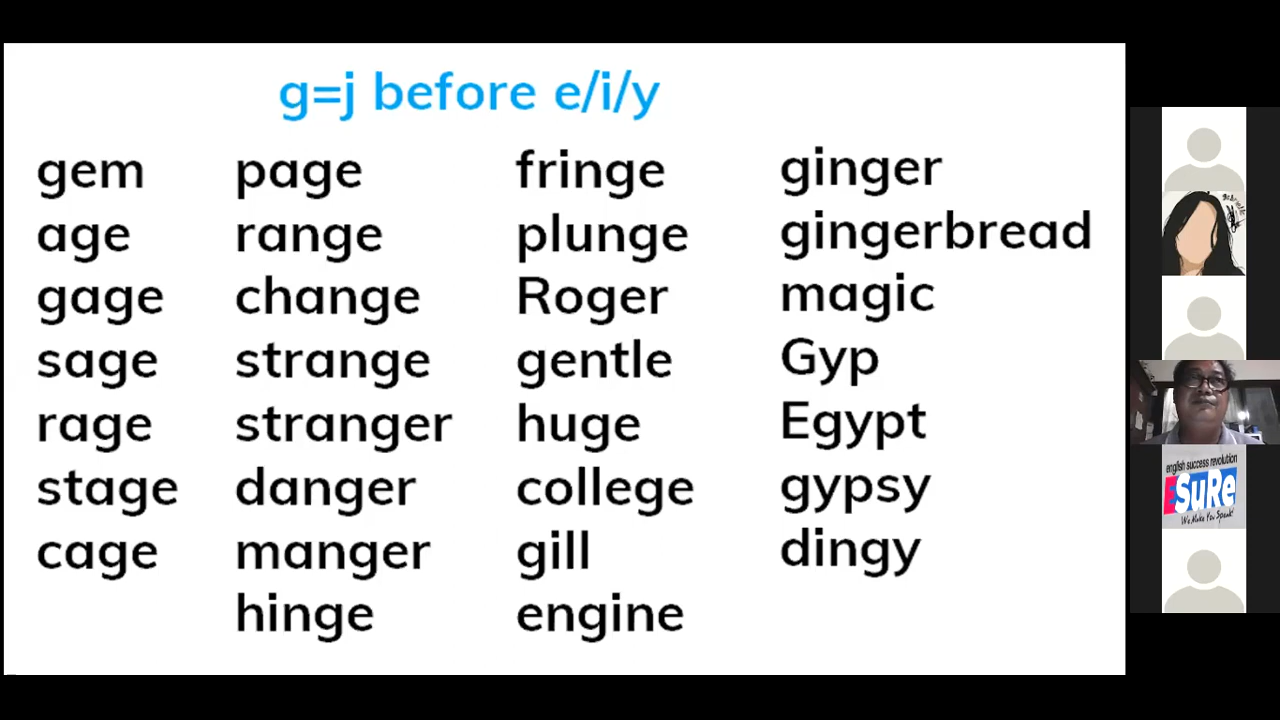 g=j before e/i/y
gem
age
gage
sage
rage
stage
cage
page
range
change
strange
stranger
danger
manger
hinge
fringe
plunge
Roger
gentle
huge
college
gill
engine
ginger
gingerbread
magic
Gyp
Egypt
gypsy
dingy
english success revolution
ESuRe
We Make You Speak!